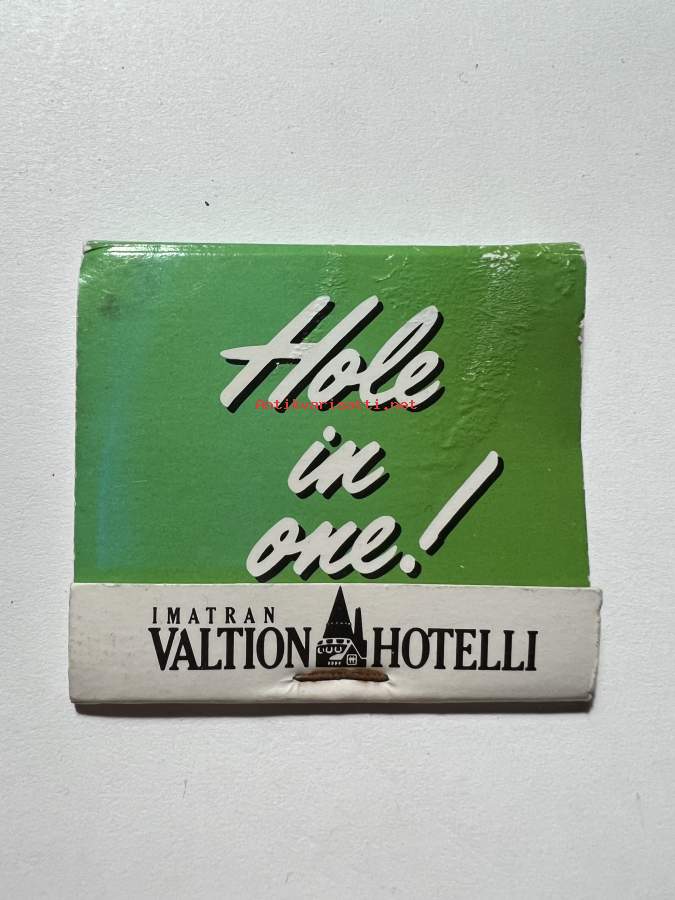 Hole
Antikvariaatti.net
in
one.!
IMATRAN
VALTION HOTELLI